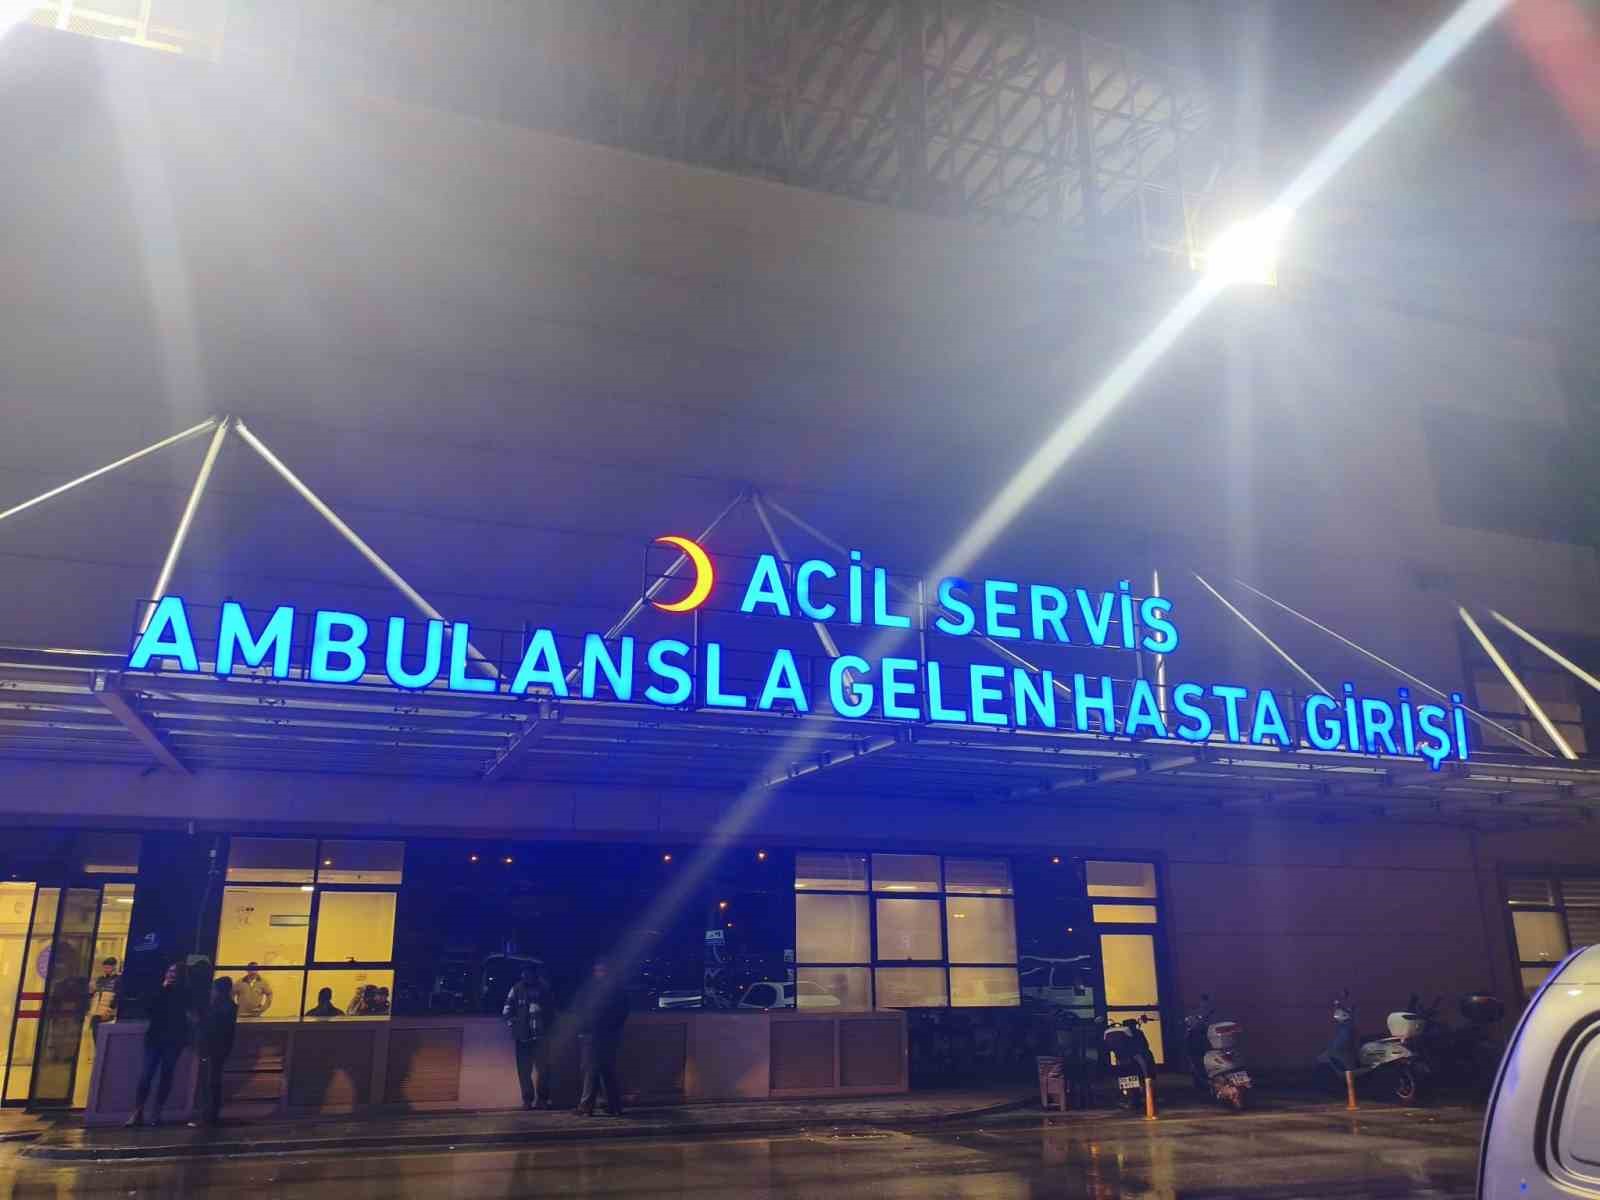 ACİL SERVİS
AMBULANSLA GELEN HASTA GİRİŞİ